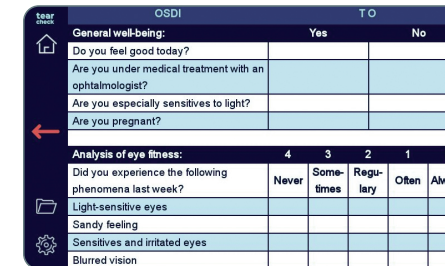 tear
check
OSDI TO
General well-being: Yes No
Do you feel good today?
Are you under medical treatment with an
ophtalmologist?
Are you especially sensitives to light?
Are you pregnant?
Analysis of eye fitness: 4 3 2 1
Did you experience the following
phenomena last week?
Never Some-
times Regu-
lary Often Alw
Light-sensitive eyes
Sandy feeling
Sensitives and irritated eyes
Blurred vision